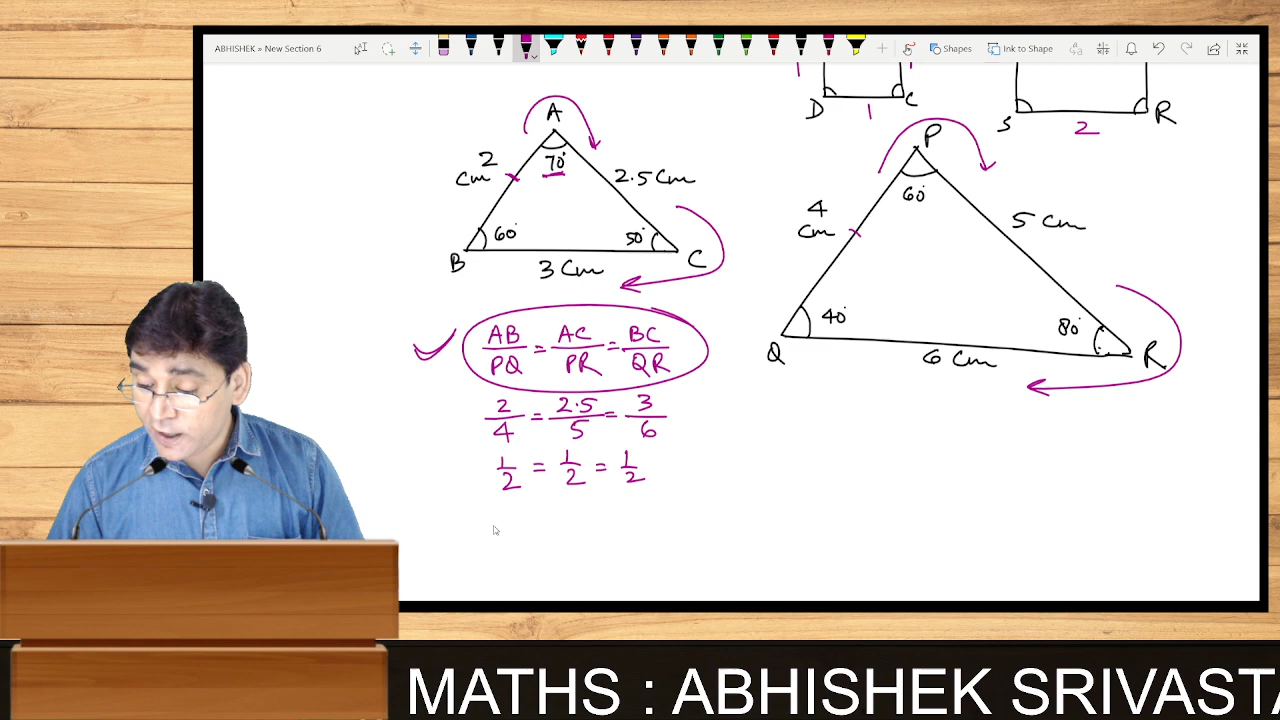 ABHISHEK » New Section 6
Shapes
Ink to Shape
D
1
C
S
2
R
A
70°
2
cm
2.5 cm
60°
50°
B
3 cm
C
P
60°
4
cm
5 cm
40°
80°
Q
6 cm
R
AB/PQ = AC/PR = BC/QR
2/4 = 2.5/5 = 3/6
1/2 = 1/2 = 1/2
MATHS : ABHISHEK SRIVASTA